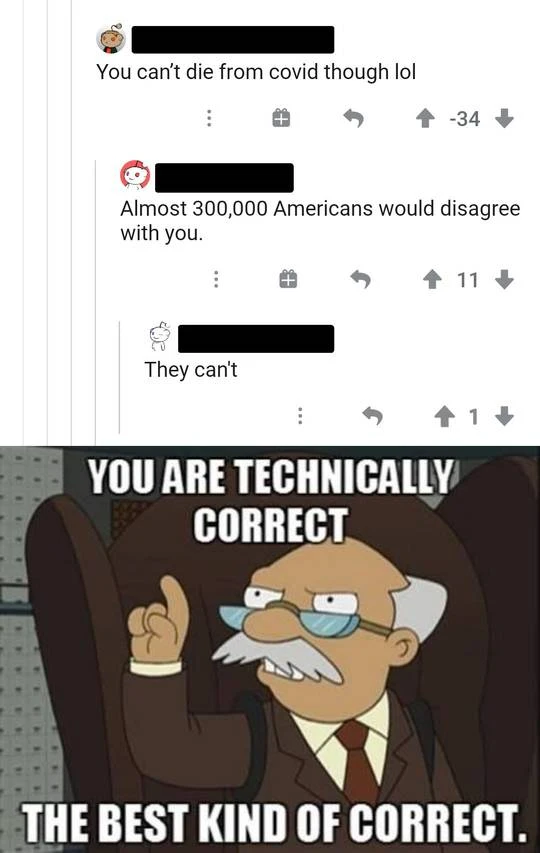 You can't die from covid though lol
-34
Almost 300,000 Americans would disagree
with you.
11
They can't
1
YOU ARE TECHNICALLY
CORRECT
THE BEST KIND OF CORRECT.